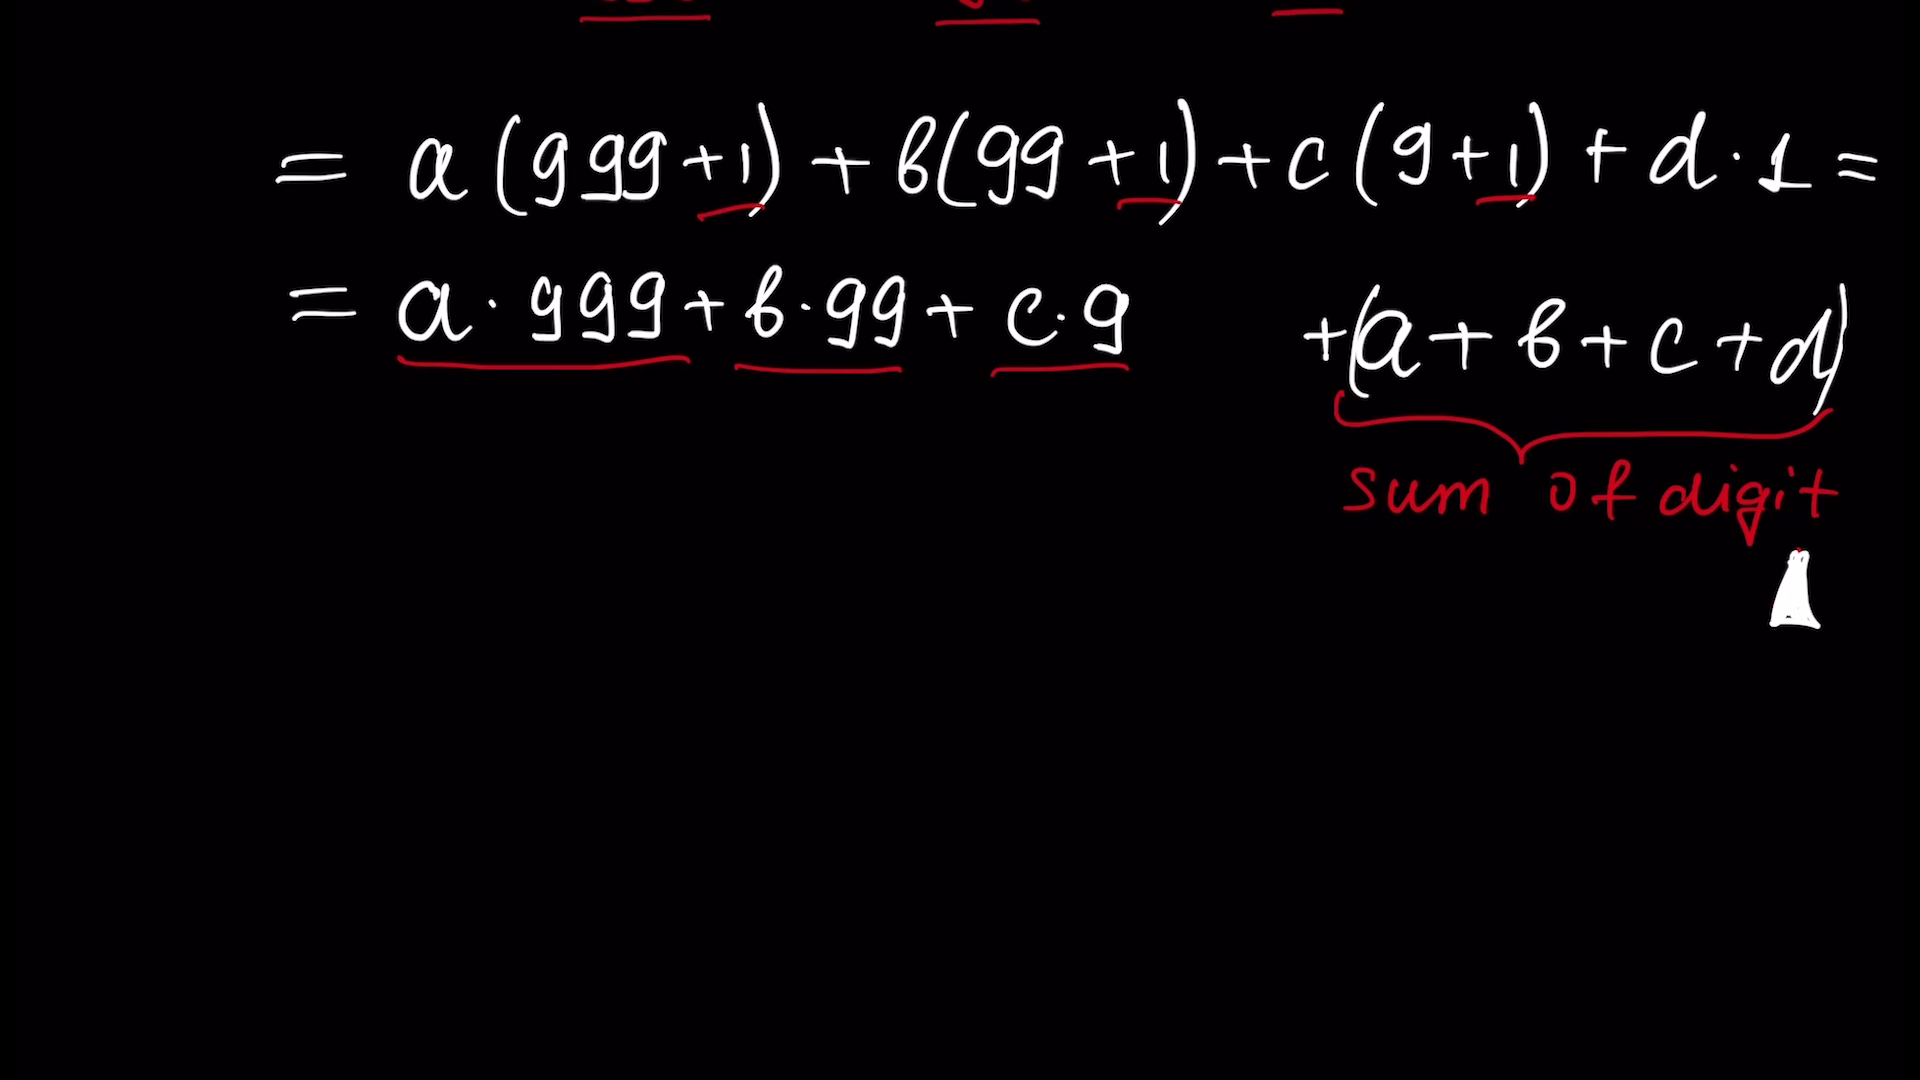 = a(999+1) + b(99+1) + c(9+1) + d·1 =
= a·999 + b·99 + c·9 + (a+b+c+d)
sum of digit